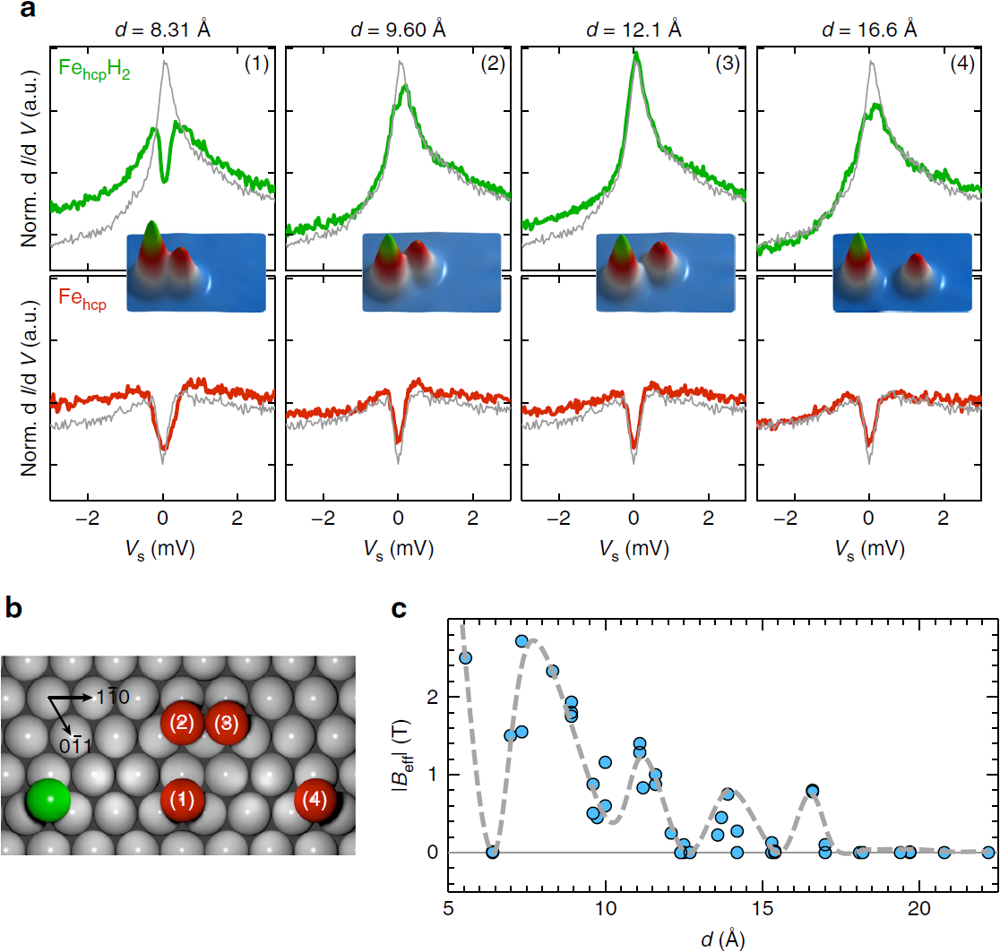 a
d = 8.31 Å
d = 9.60 Å
d = 12.1 Å
d = 16.6 Å
Norm. d I/d V (a.u.)
FehcpH2
(1)
(2)
(3)
(4)
Norm. d I/d V (a.u.)
Fehcp
−2 0 2
−2 0 2
−2 0 2
−2 0 2
Vs (mV)
Vs (mV)
Vs (mV)
Vs (mV)
b
11̅0
01̅1
(2)
(3)
(1)
(4)
c
|Beff| (T)
2
1
0
5 10 15 20
d (Å)